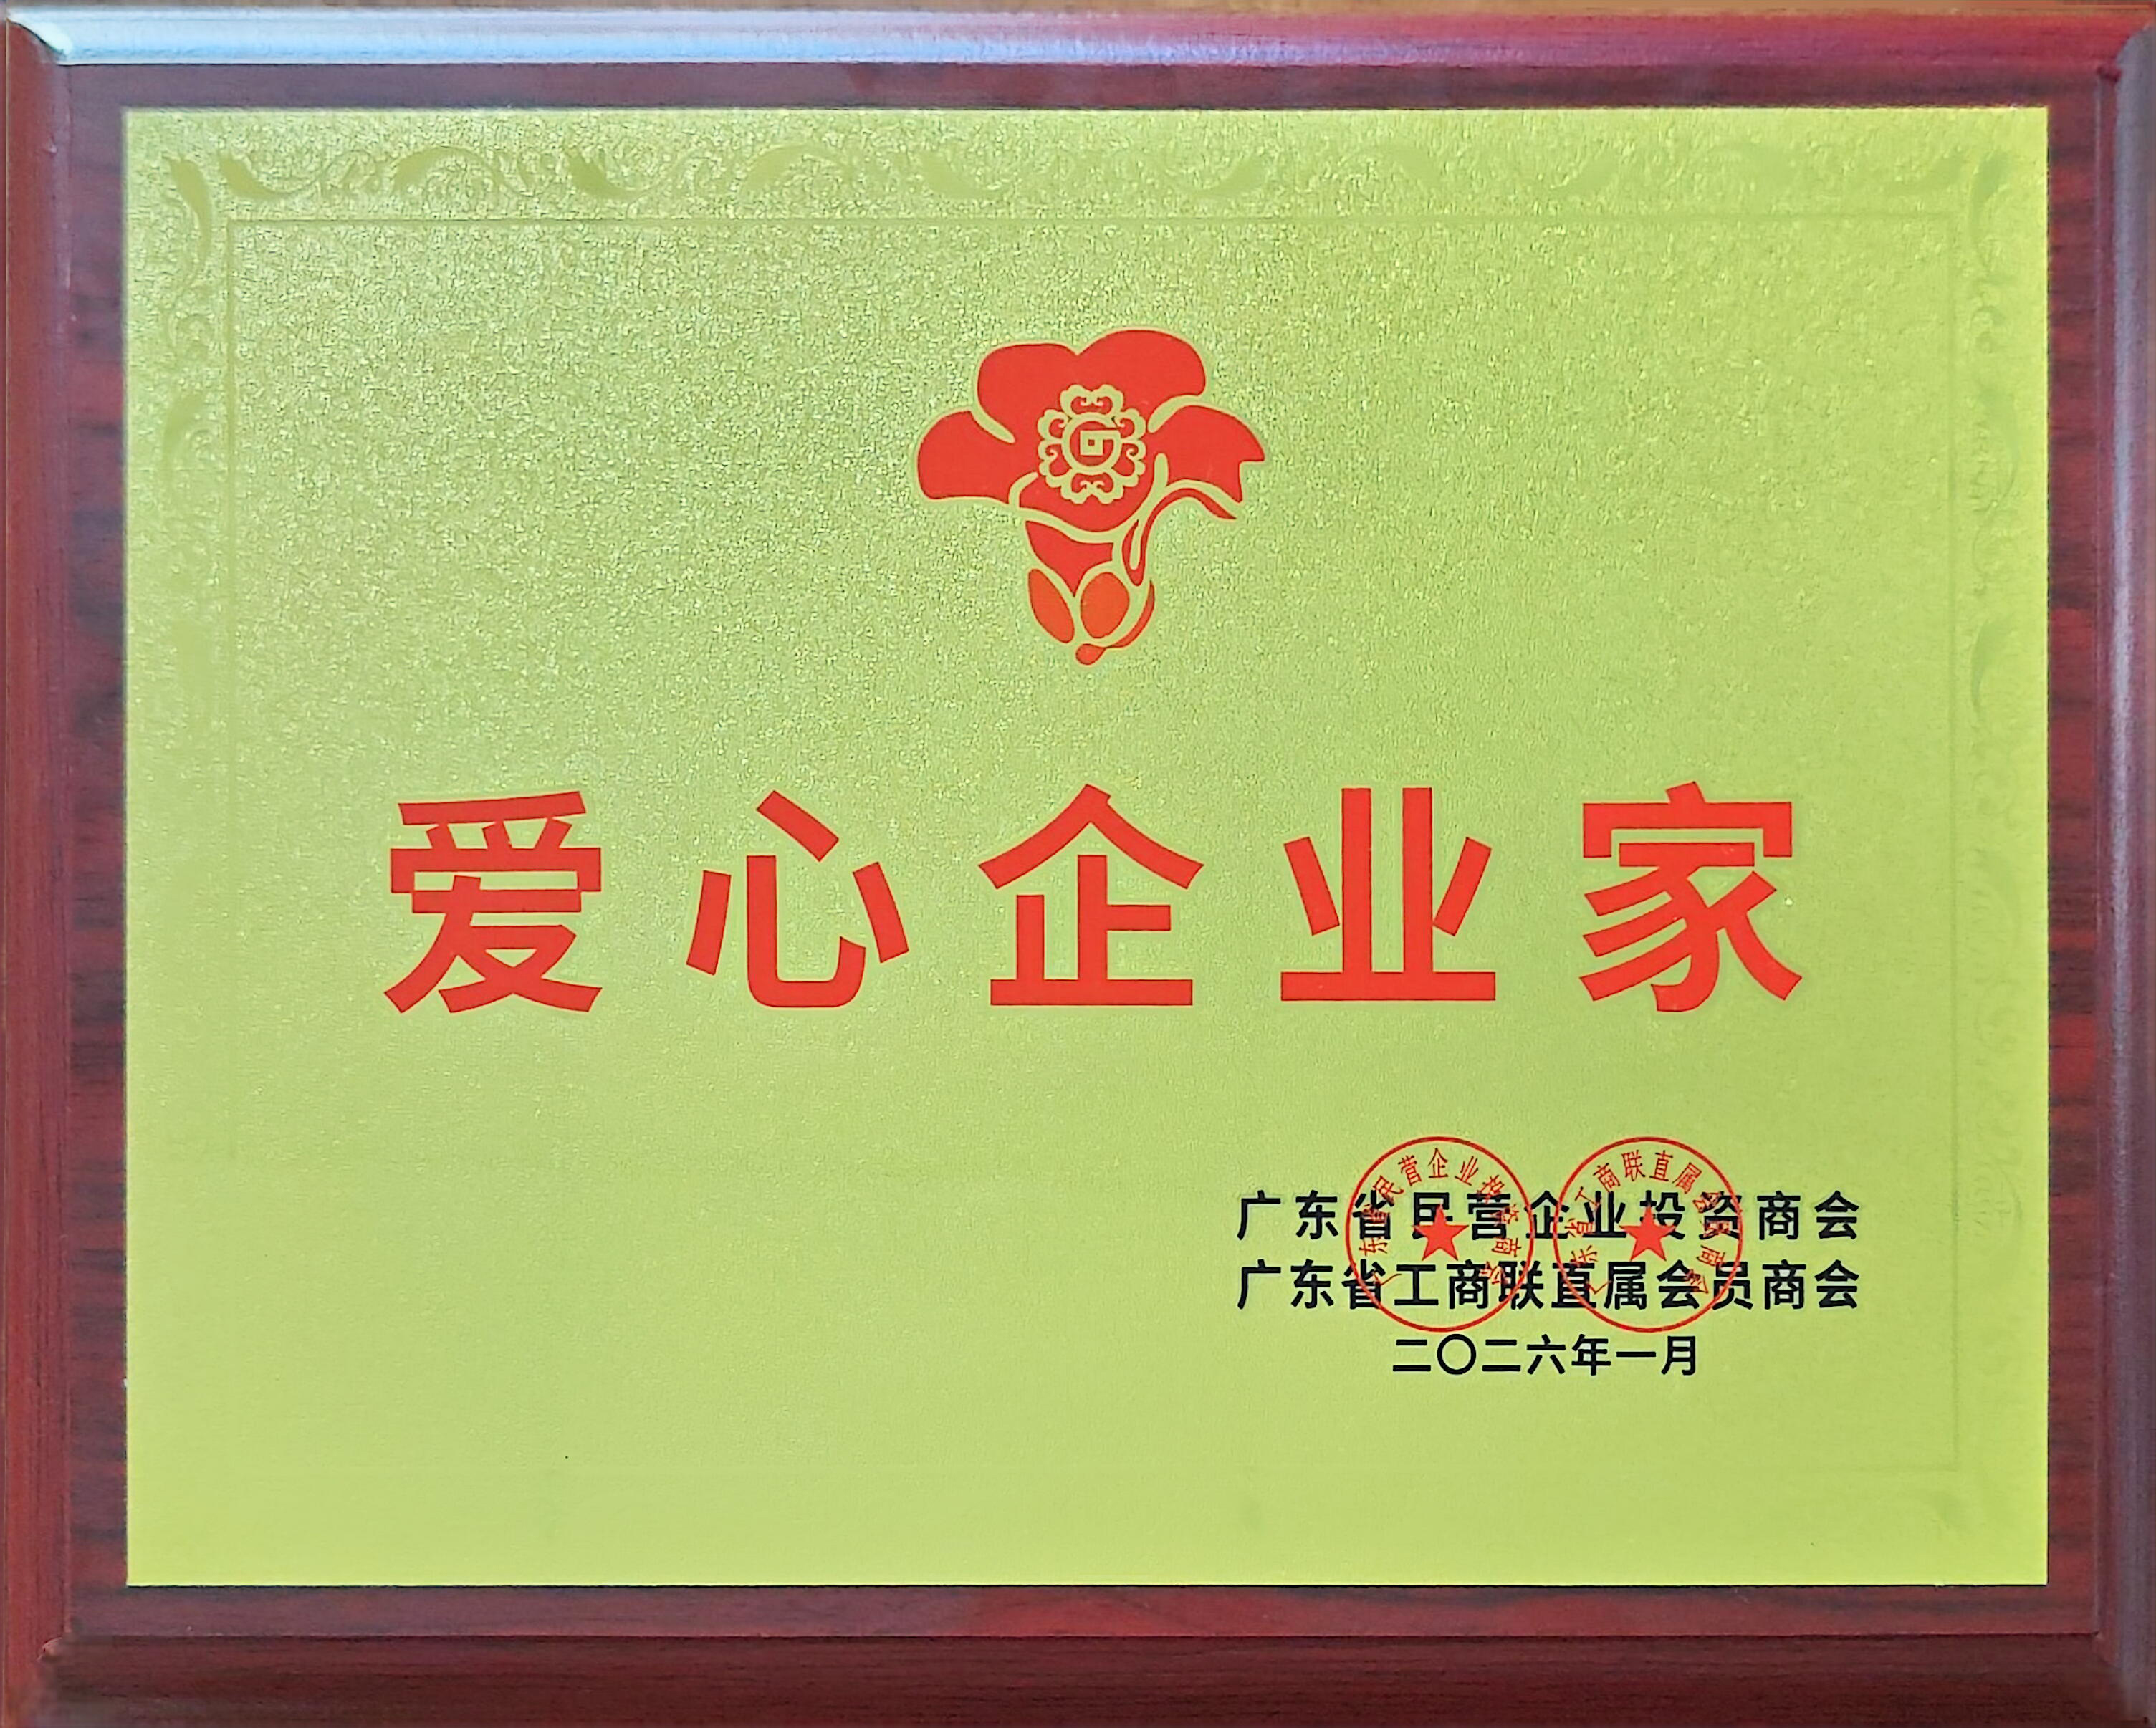 爱心企业家
广东省民营企业投资商会
广东省工商联直属会员商会
二〇二六年一月